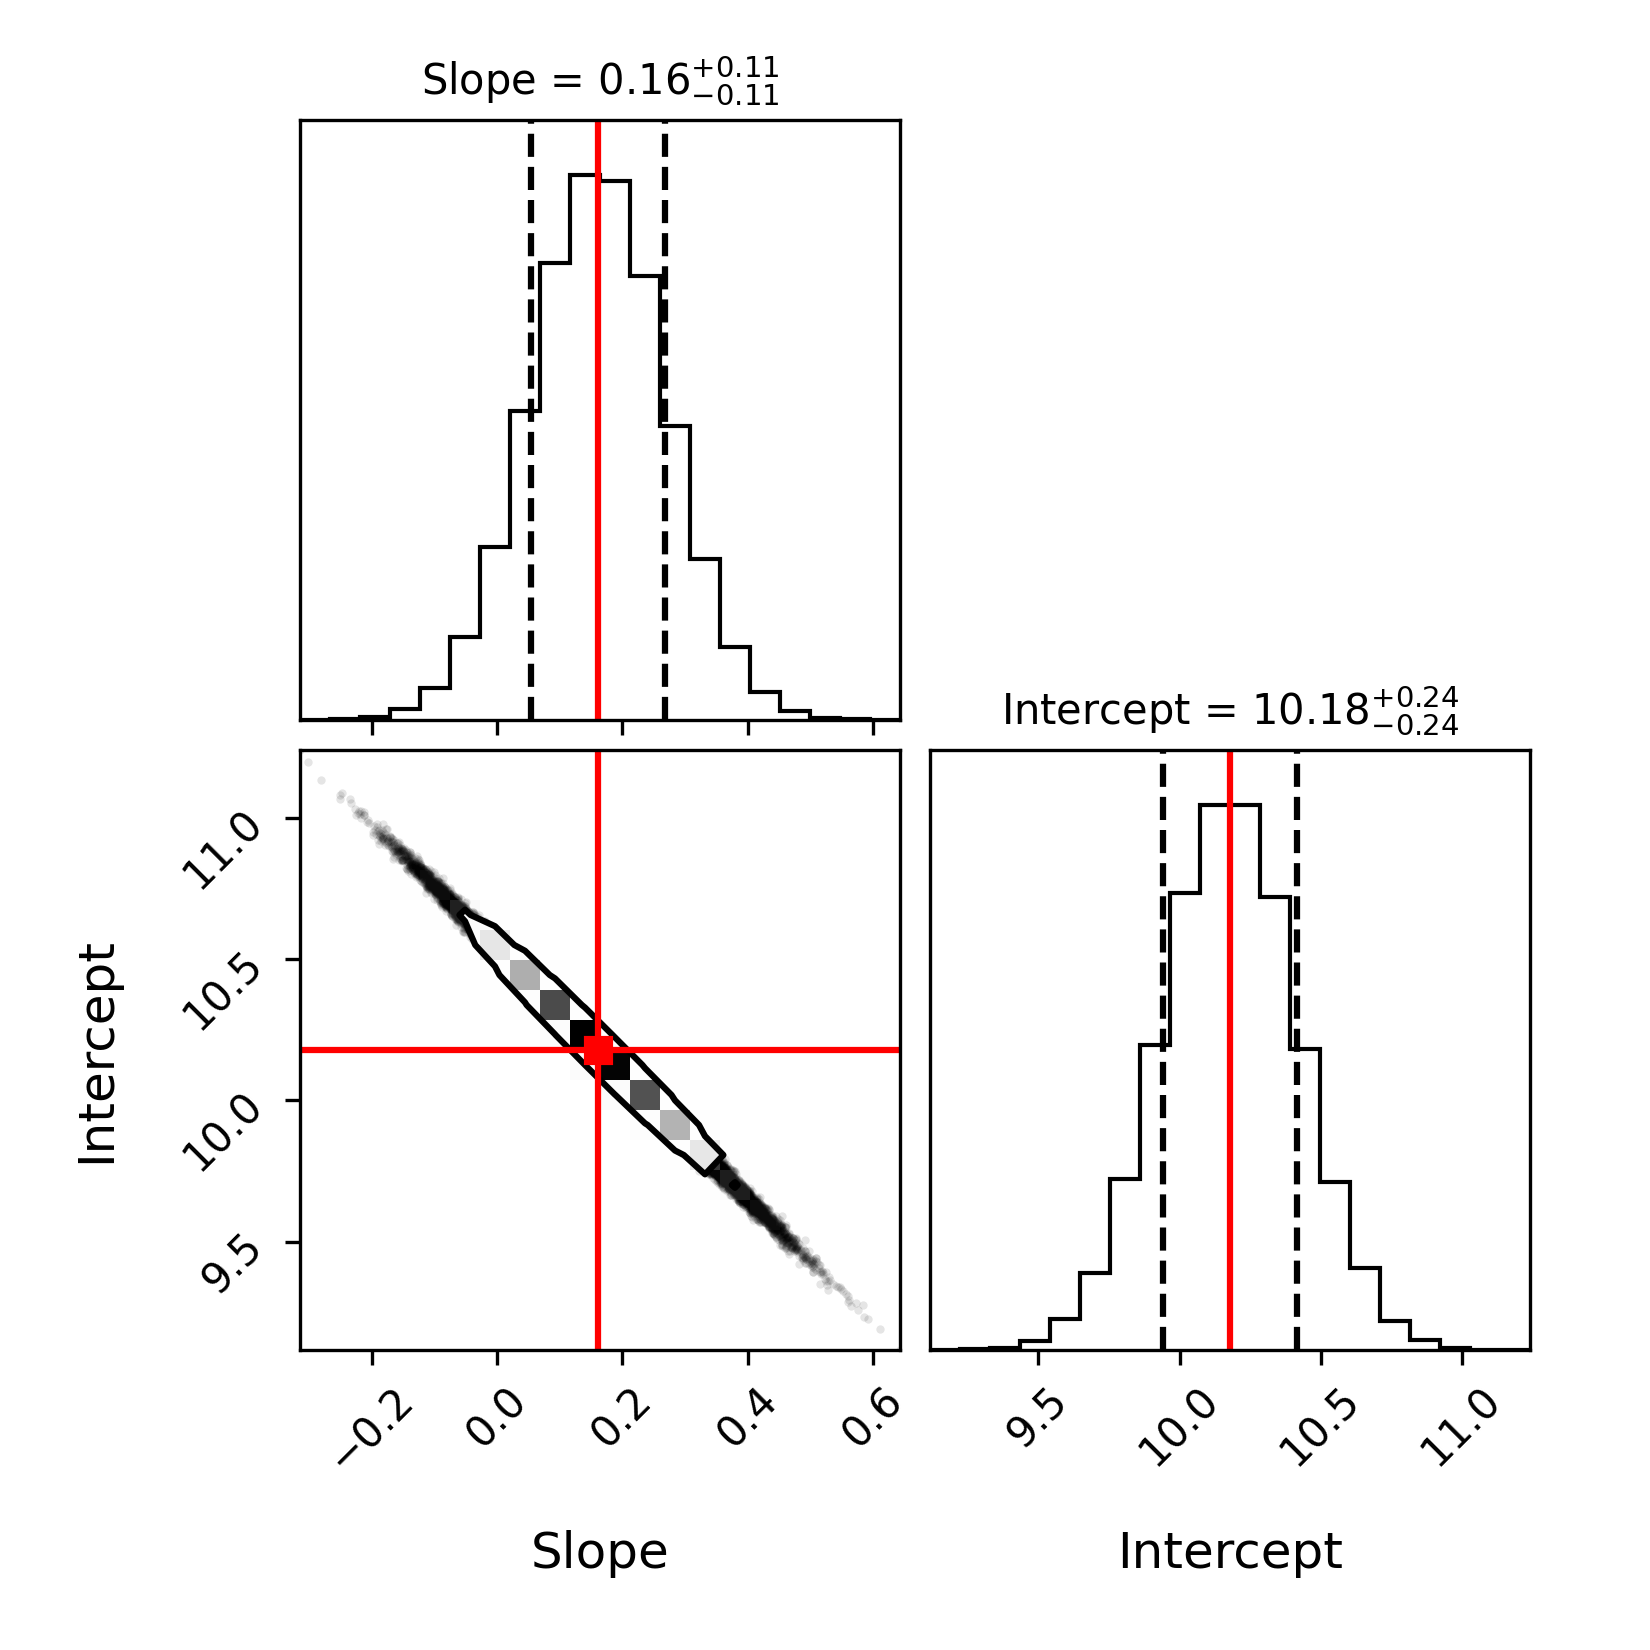 Slope = 0.16+0.11−0.11
Intercept = 10.18+0.24−0.24
Intercept
11.0
10.5
10.0
9.5
−0.2 0.0 0.2 0.4 0.6
9.5 10.0 10.5 11.0
Slope
Intercept